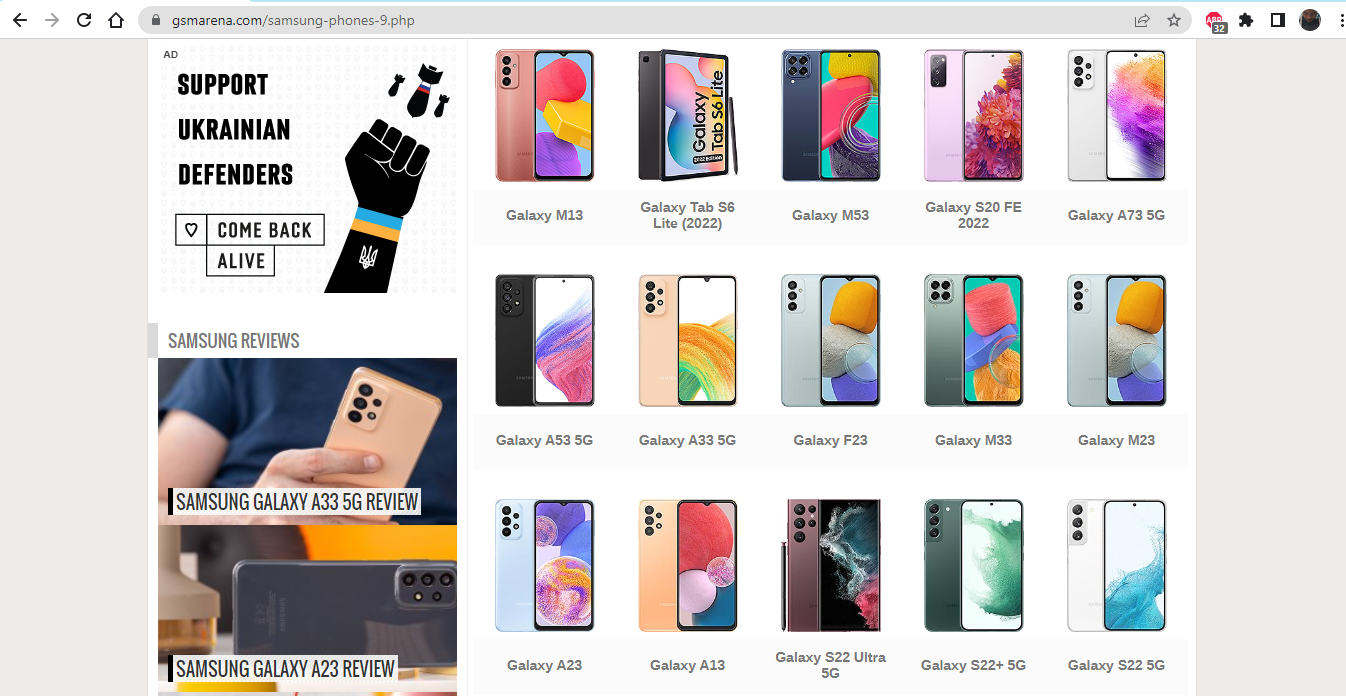 gsmarena.com/samsung-phones-9.php
ABP
32
AD
SUPPORT
UKRAINIAN
DEFENDERS
COME BACK
ALIVE
SAMSUNG REVIEWS
SAMSUNG GALAXY A33 5G REVIEW
SAMSUNG GALAXY A23 REVIEW
Galaxy
Tab S6 Lite
2022 Edition
Galaxy M13
Galaxy Tab S6
Lite (2022)
Galaxy M53
Galaxy S20 FE
2022
Galaxy A73 5G
Galaxy A53 5G
Galaxy A33 5G
Galaxy F23
Galaxy M33
Galaxy M23
Galaxy A23
Galaxy A13
Galaxy S22 Ultra
5G
Galaxy S22+ 5G
Galaxy S22 5G